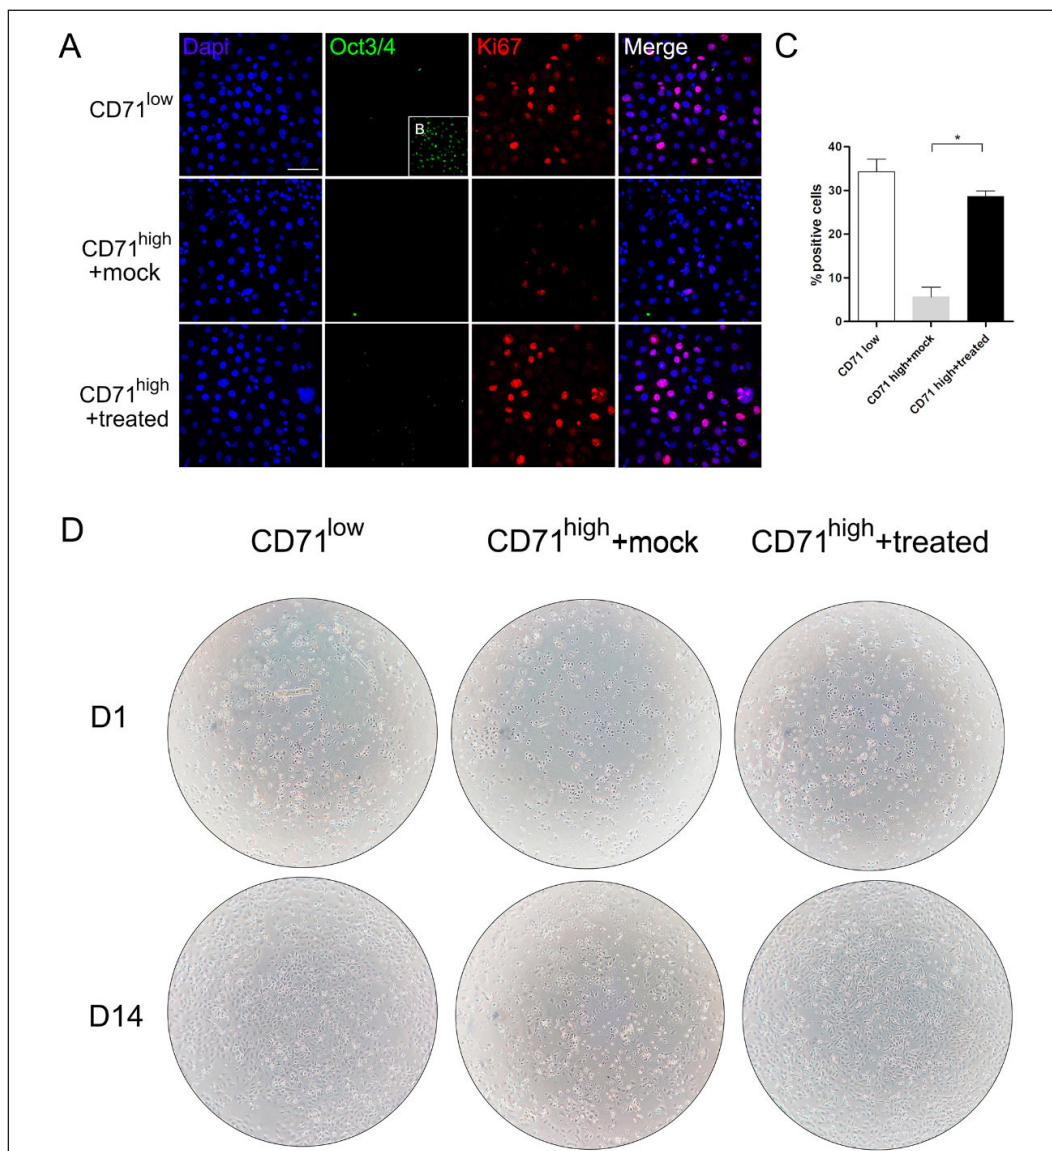 A
Dapi
Oct3/4
Ki67
Merge
C
CD71low
B
CD71high
+mock
CD71high
+treated
*
40
30
20
10
0
%positive cells
CD71 low
CD71 high+mock
CD71 high+treated
D
CD71low
CD71high+mock
CD71high+treated
D1
D14